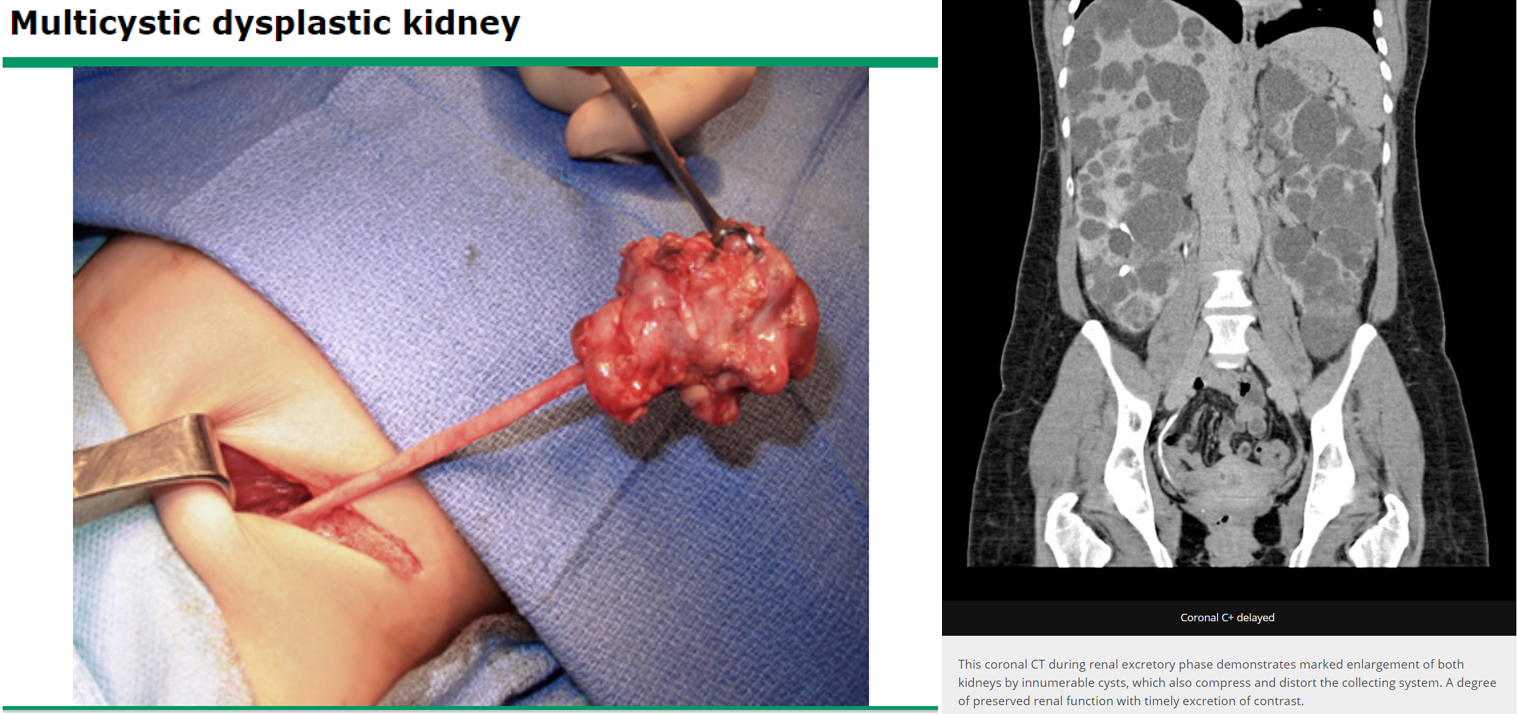 Multicystic dysplastic kidney
Coronal C+ delayed
This coronal CT during renal excretory phase demonstrates marked enlargement of both
kidneys by innumerable cysts, which also compress and distort the collecting system. A degree
of preserved renal function with timely excretion of contrast.